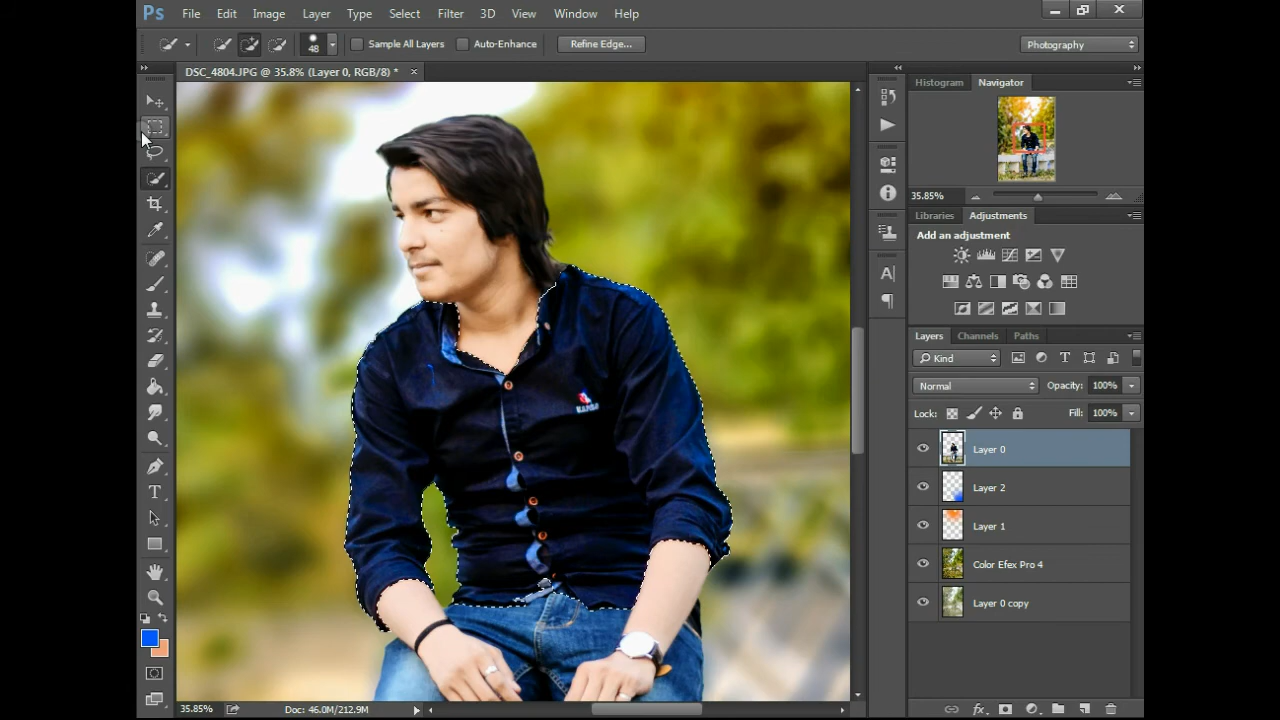 Ps File Edit Image Layer Type Select Filter 3D View Window Help
48 Sample All Layers Auto-Enhance Refine Edge... Photography
DSC_4804.JPG @ 35.8% (Layer 0, RGB/8) *
Histogram Navigator
35.85%
Libraries Adjustments
Add an adjustment
Layers Channels Paths
Kind
Normal Opacity: 100%
Lock: Fill: 100%
Layer 0
Layer 2
Layer 1
Color Efex Pro 4
Layer 0 copy
35.85% Doc: 46.0M/212.9M